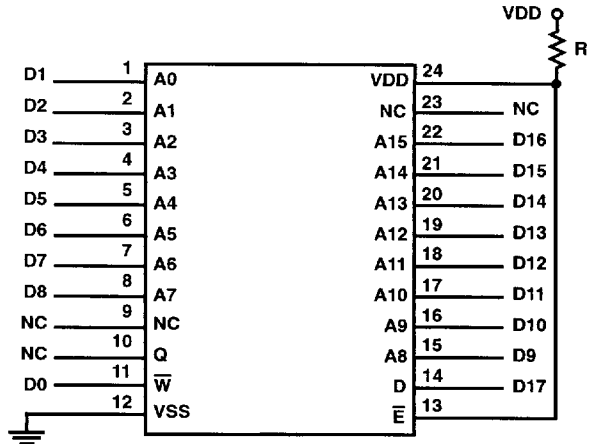 VDD
R
D1 1 A0 VDD 24
D2 2 A1 NC 23 NC
D3 3 A2 A15 22 D16
D4 4 A3 A14 21 D15
D5 5 A4 A13 20 D14
D6 6 A5 A12 19 D13
D7 7 A6 A11 18 D12
D8 8 A7 A10 17 D11
NC 9 NC A9 16 D10
NC 10 Q A8 15 D9
D0 11 W̅ D 14 D17
12 VSS E̅ 13